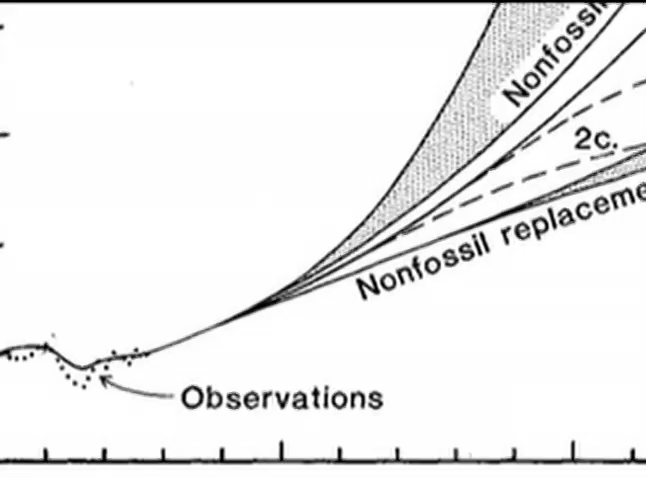 Nonfossil
2c.
Nonfossil replaceme
Observations